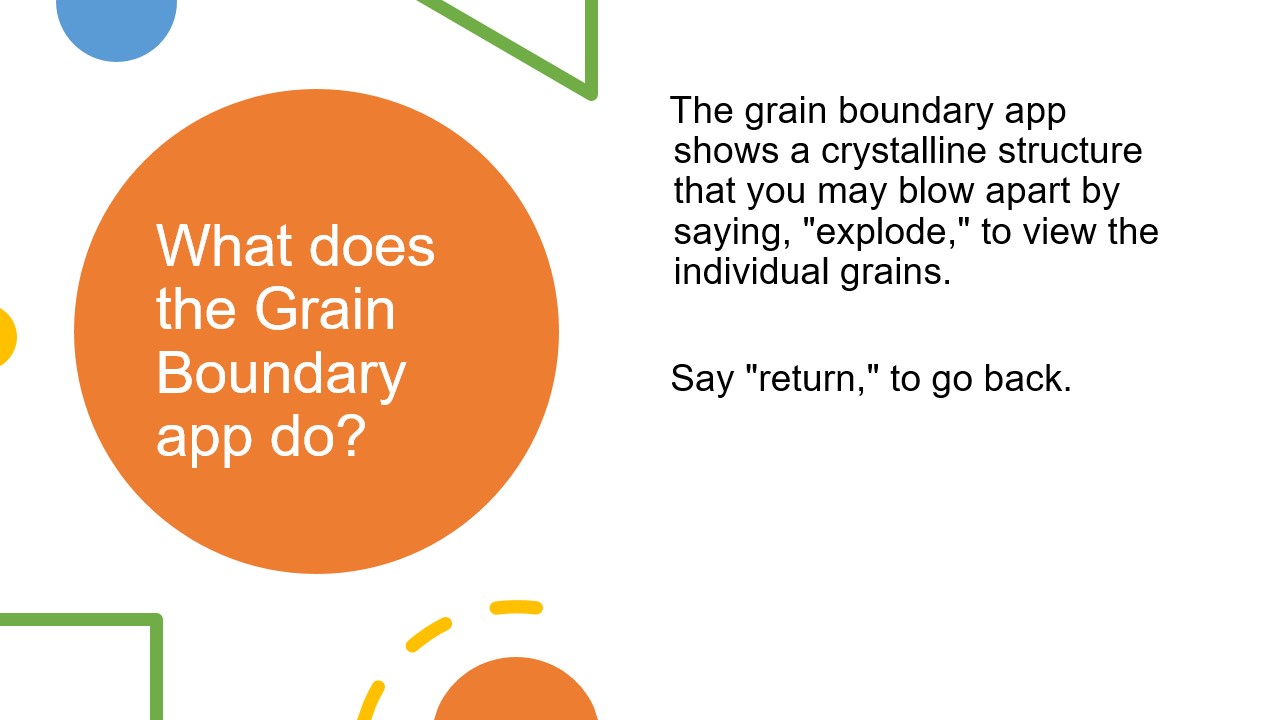 What does
the Grain
Boundary
app do?
The grain boundary app
shows a crystalline structure
that you may blow apart by
saying, "explode," to view the
individual grains.
Say "return," to go back.